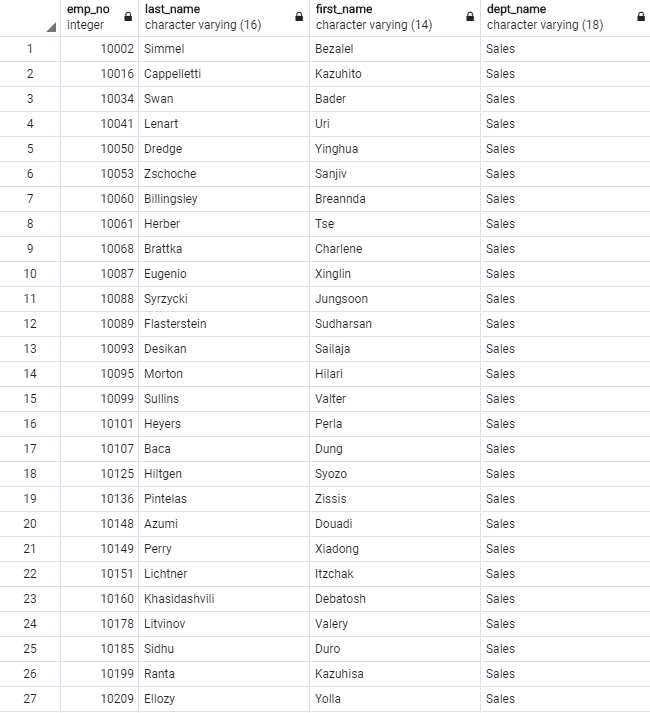 emp_no last_name first_name dept_name
integer character varying (16) character varying (14) character varying (18)
1 10002 Simmel Bezalel Sales
2 10016 Cappelletti Kazuhito Sales
3 10034 Swan Bader Sales
4 10041 Lenart Uri Sales
5 10050 Dredge Yinghua Sales
6 10053 Zschoche Sanjiv Sales
7 10060 Billingsley Breannda Sales
8 10061 Herber Tse Sales
9 10068 Brattka Charlene Sales
10 10087 Eugenio Xinglin Sales
11 10088 Syrzycki Jungsoon Sales
12 10089 Flasterstein Sudharsan Sales
13 10093 Desikan Sailaja Sales
14 10095 Morton Hilari Sales
15 10099 Sullins Valter Sales
16 10101 Heyers Perla Sales
17 10107 Baca Dung Sales
18 10125 Hiltgen Syozo Sales
19 10136 Pintelas Zissis Sales
20 10148 Azumi Douadi Sales
21 10149 Perry Xiadong Sales
22 10151 Lichtner Itzchak Sales
23 10160 Khasidashvili Debatosh Sales
24 10178 Litvinov Valery Sales
25 10185 Sidhu Duro Sales
26 10199 Ranta Kazuhisa Sales
27 10209 Ellozy Yolla Sales